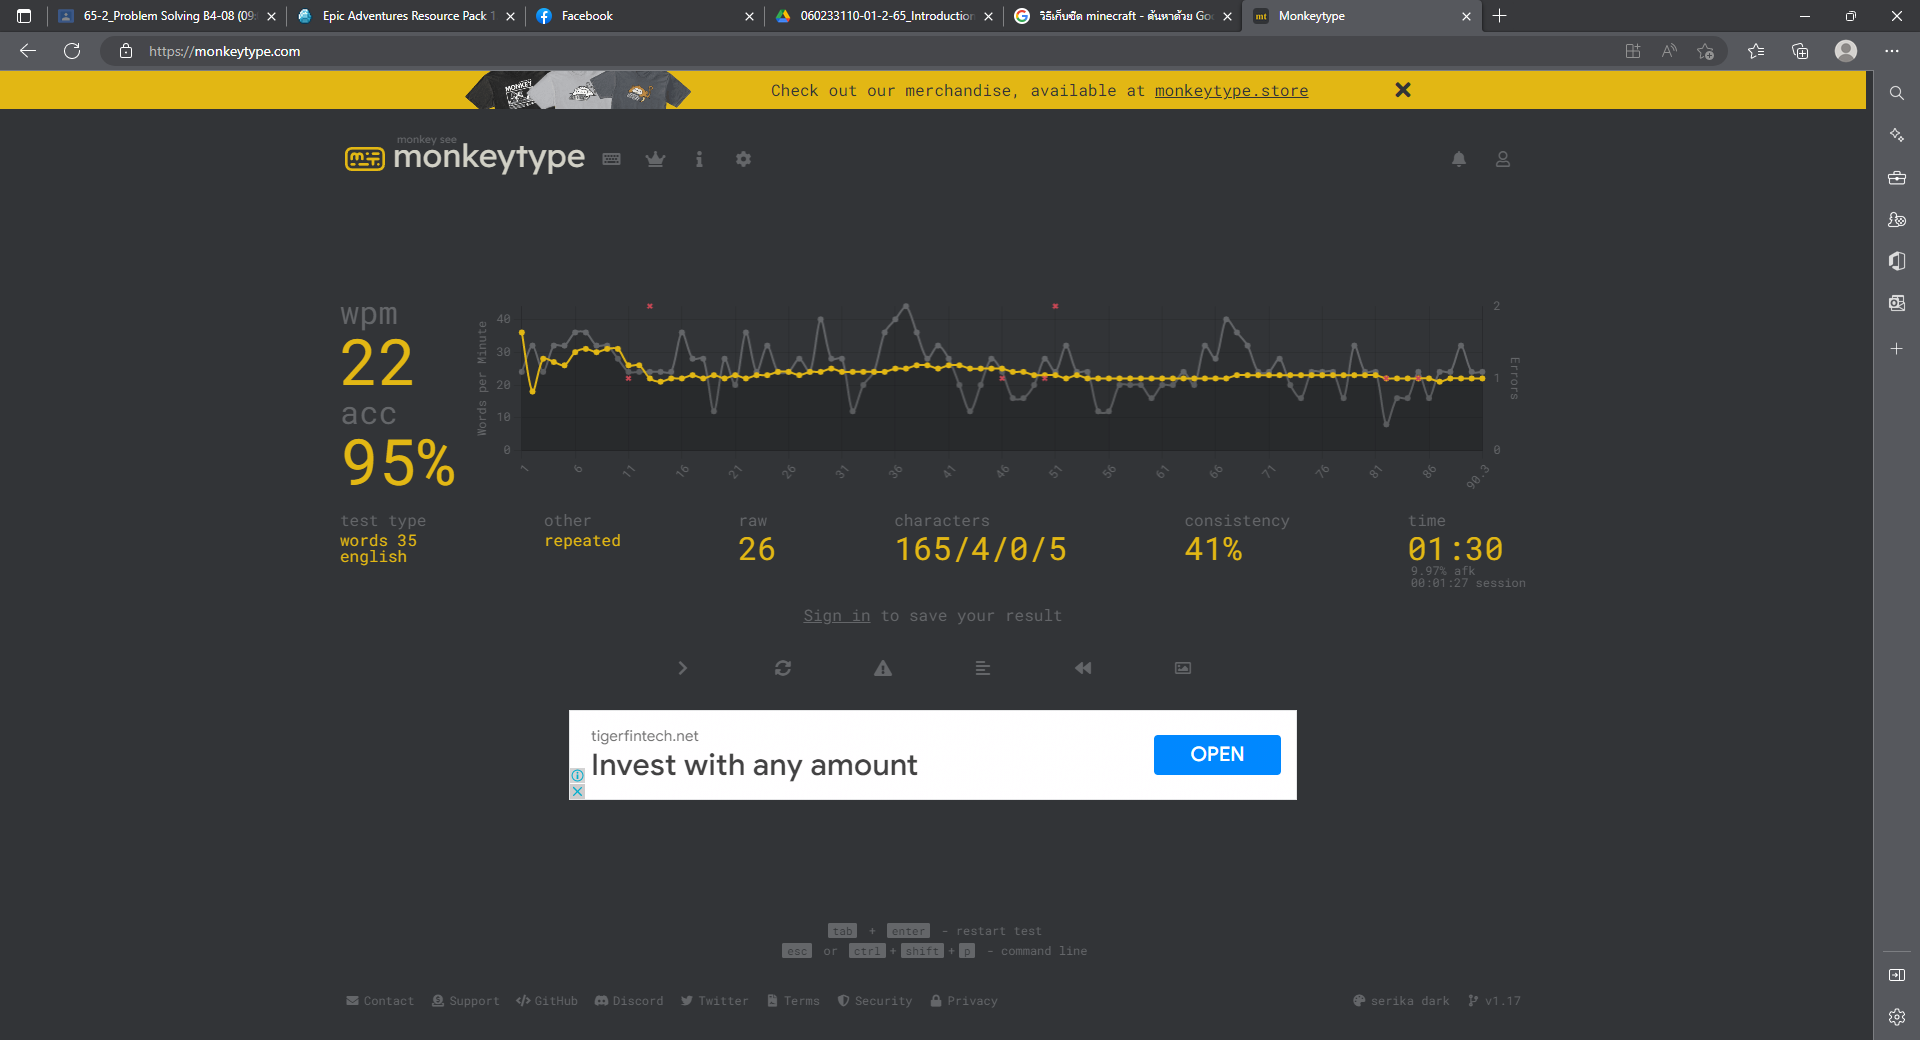 65-2_Problem Solving B4-08 (09:
Epic Adventures Resource Pack 1
Facebook
060233110-01-2-65_Introduction
วิธีเก็บซัด minecraft - ค้นหาด้วย Goo
mt Monkeytype
https://monkeytype.com
MONKEY
Check out our merchandise, available at monkeytype.store
monkey see
monkeytype
wpm
22
acc
95%
Words per Minute
40
30
20
10
0
2
1
0
Errors
1 6 11 16 21 26 31 36 41 46 51 56 61 66 71 76 81 86 90.3
test type
words 35
english
other
repeated
raw
26
characters
165/4/0/5
consistency
41%
time
01:30
9.97% afk
00:01:27 session
Sign in to save your result
tigerfintech.net
Invest with any amount
OPEN
tab + enter - restart test
esc or ctrl + shift + p - command line
Contact Support GitHub Discord Twitter Terms Security Privacy serika dark v1.17